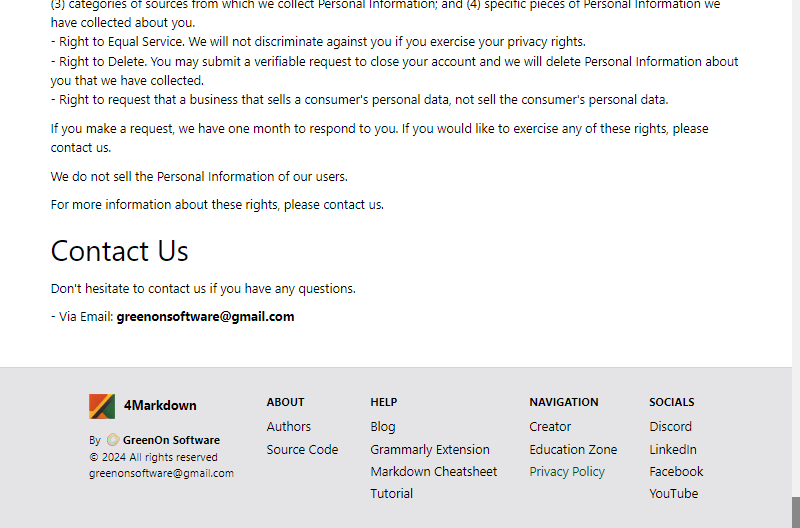 (3) categories of sources from which we collect Personal Information; and (4) specific pieces of Personal Information we
have collected about you.
- Right to Equal Service. We will not discriminate against you if you exercise your privacy rights.
- Right to Delete. You may submit a verifiable request to close your account and we will delete Personal Information about
you that we have collected.
- Right to request that a business that sells a consumer's personal data, not sell the consumer's personal data.
If you make a request, we have one month to respond to you. If you would like to exercise any of these rights, please
contact us.
We do not sell the Personal Information of our users.
For more information about these rights, please contact us.
Contact Us
Don't hesitate to contact us if you have any questions.
- Via Email: greenonsoftware@gmail.com
4Markdown
By GreenOn Software
© 2024 All rights reserved
greenonsoftware@gmail.com
ABOUT
Authors
Source Code
HELP
Blog
Grammarly Extension
Markdown Cheatsheet
Tutorial
NAVIGATION
Creator
Education Zone
Privacy Policy
SOCIALS
Discord
LinkedIn
Facebook
YouTube